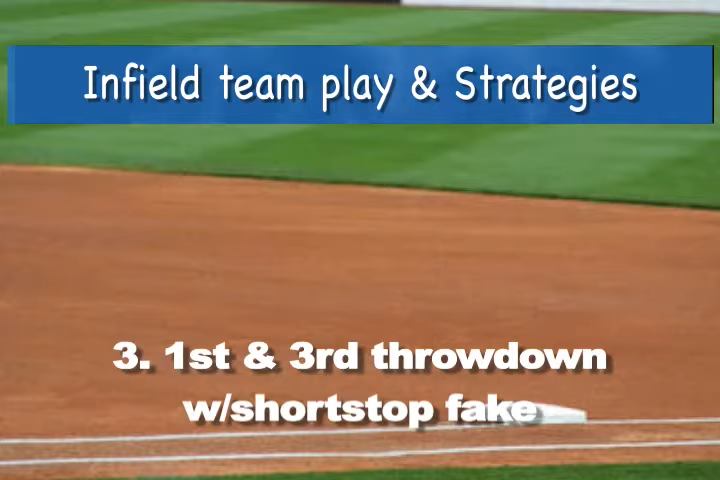 Infield team play & Strategies
3. 1st & 3rd throwdown
w/shortstop fake